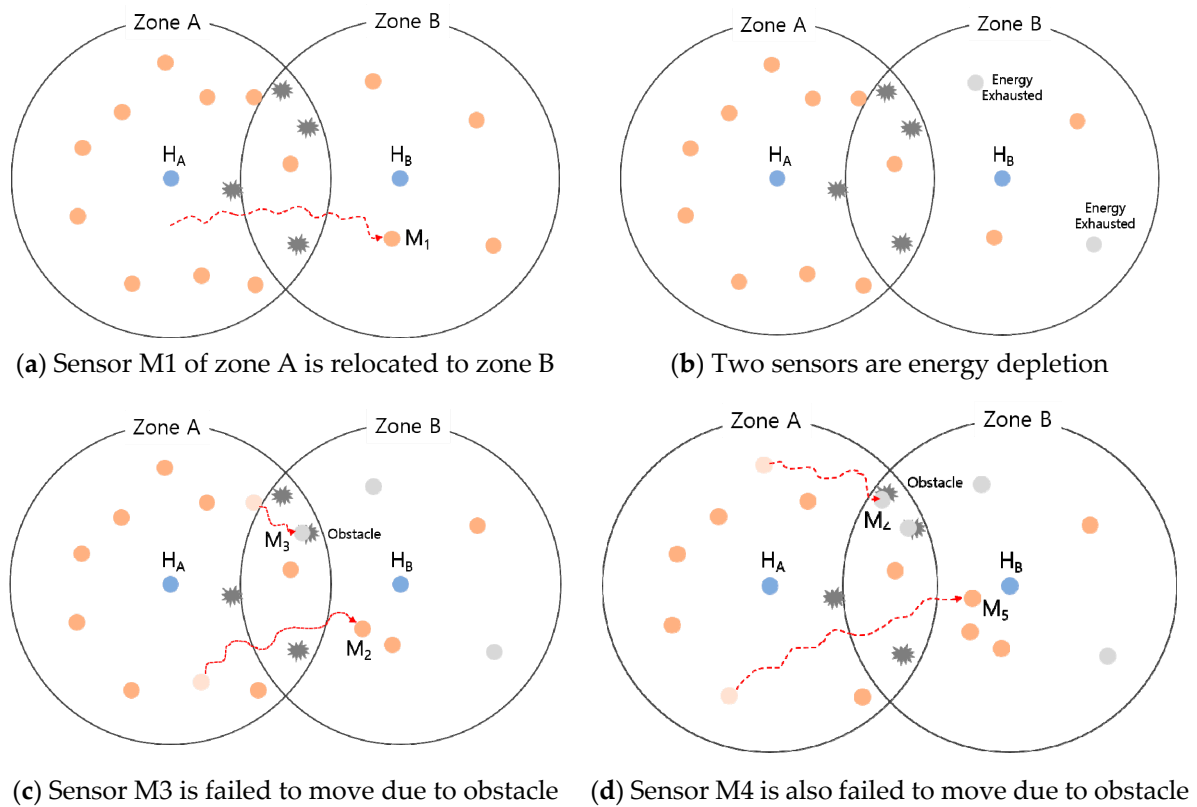 Zone A
Zone B
H_A
H_B
M_1
(a) Sensor M1 of zone A is relocated to zone B
Zone A
Zone B
Energy
Exhausted
H_A
H_B
Energy
Exhausted
(b) Two sensors are energy depletion
Zone A
Zone B
M_3
Obstacle
H_A
H_B
M_2
(c) Sensor M3 is failed to move due to obstacle
Zone A
Zone B
Obstacle
M_4
H_A
H_B
M_5
(d) Sensor M4 is also failed to move due to obstacle